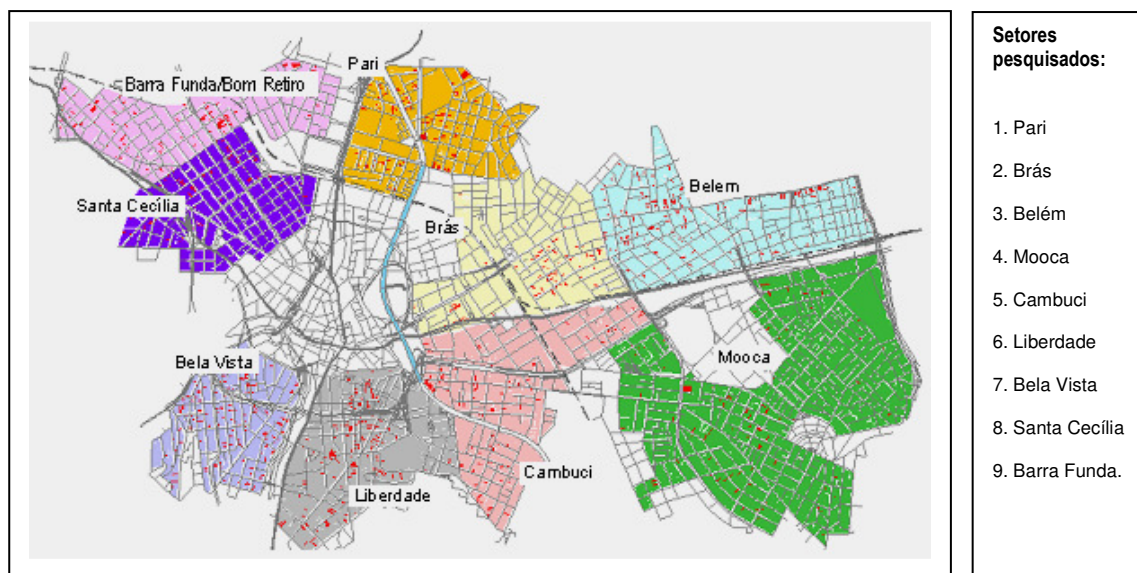 Pari
Barra Funda/Bom Retiro
Belem
Santa Cecília
Brás
Bela Vista
Mooca
Cambuci
Liberdade
Setores
pesquisados:
1. Pari
2. Brás
3. Belém
4. Mooca
5. Cambuci
6. Liberdade
7. Bela Vista
8. Santa Cecília
9. Barra Funda.